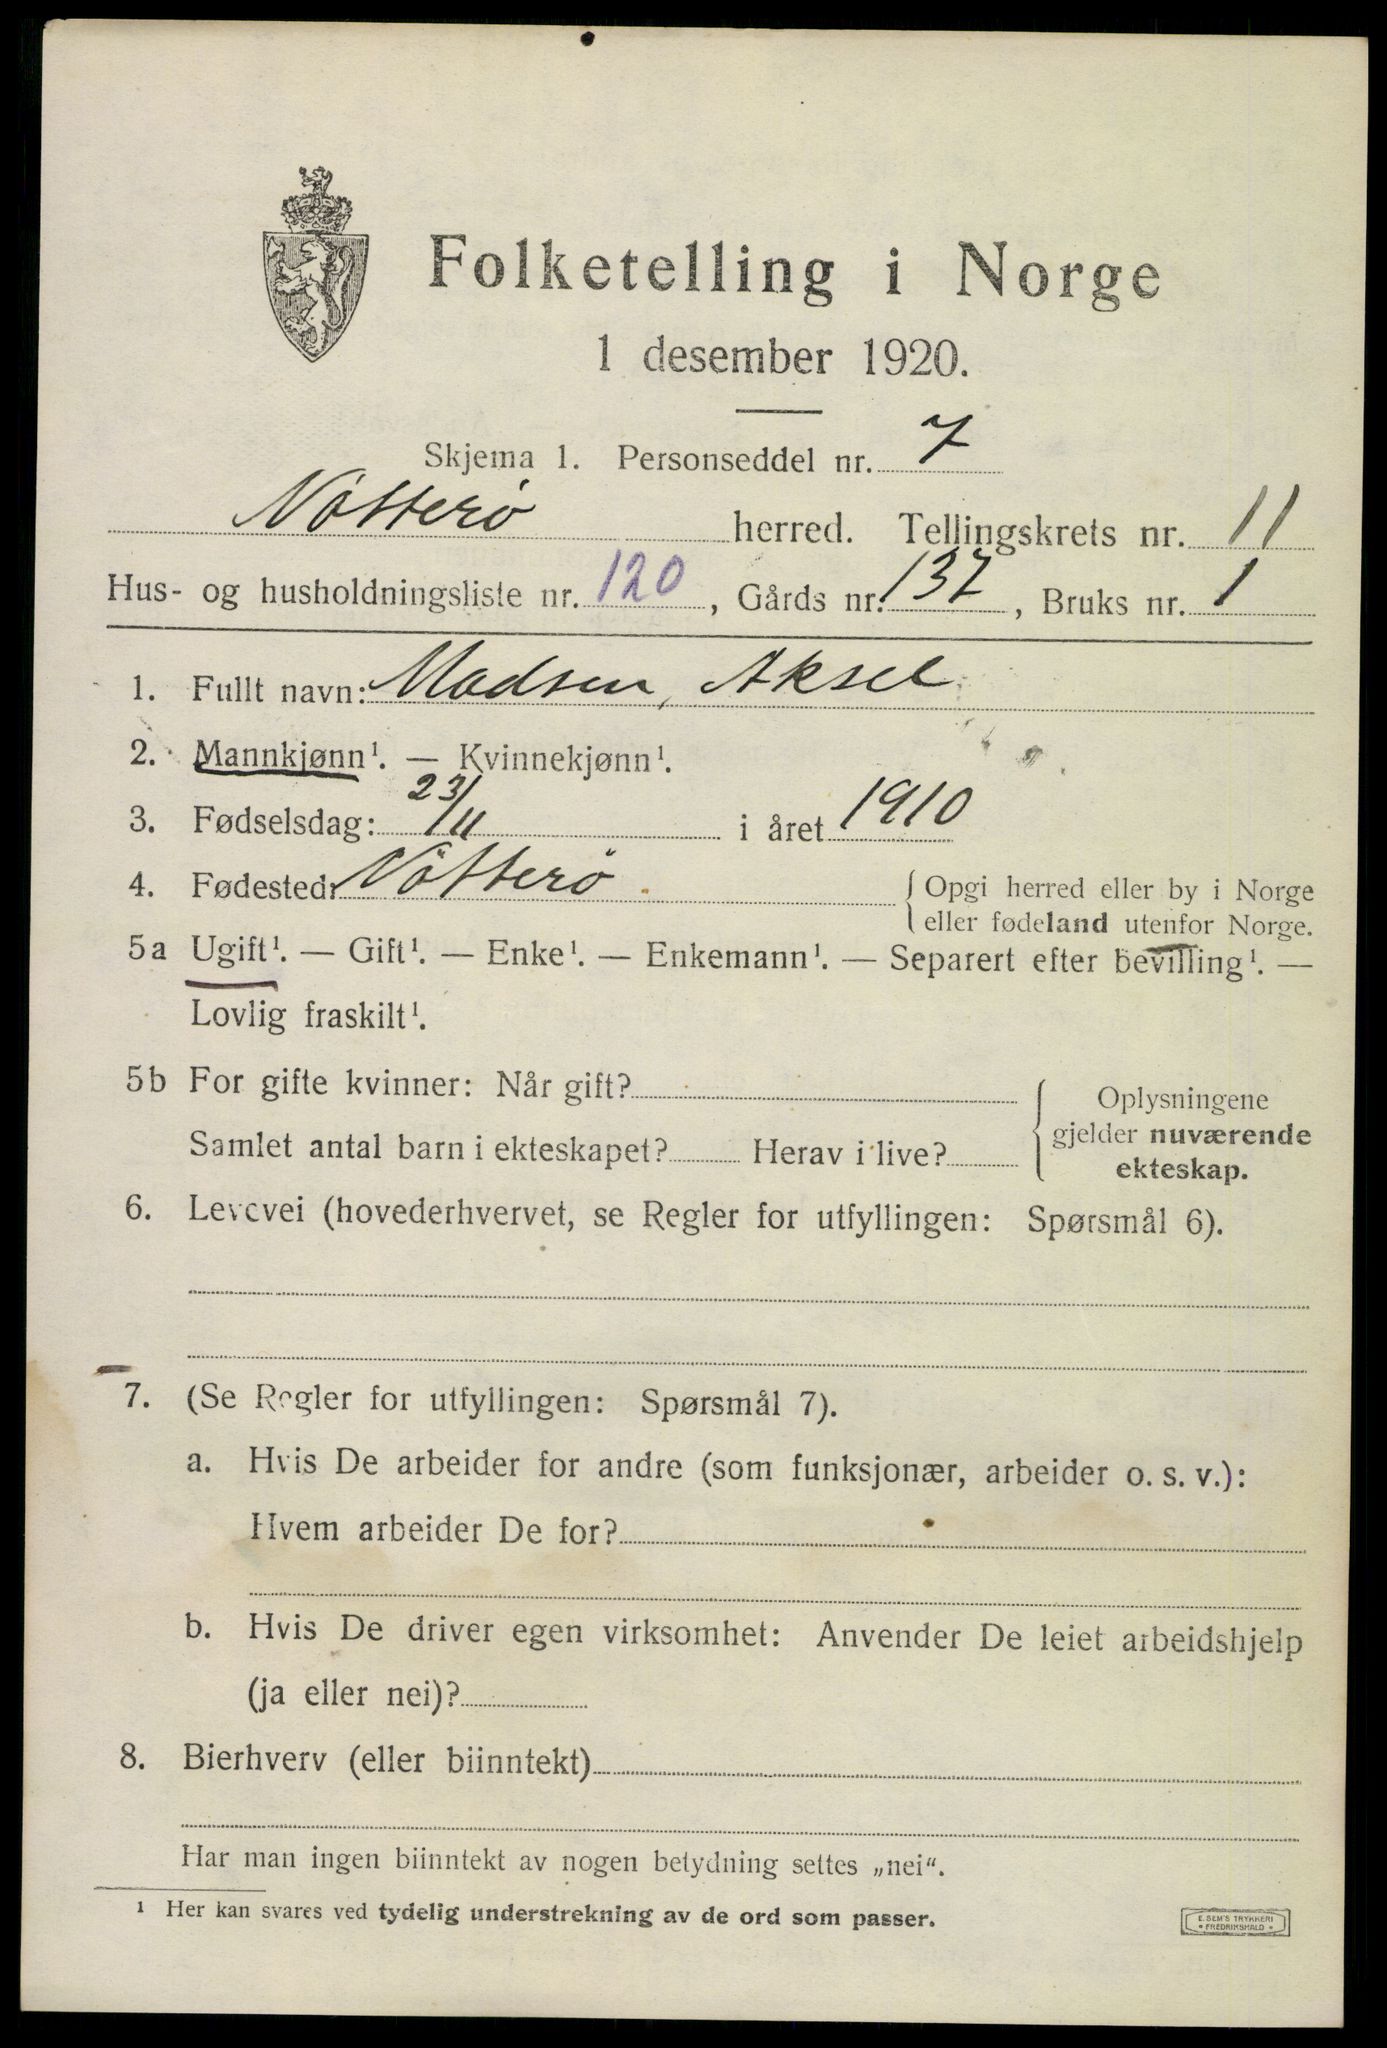 Folketelling i Norge
1 desember 1920.
Skjema 1. Personseddel nr. 7
Nøtterø herred. Tellingskrets nr. 11
Hus- og husholdningsliste nr. 120, Gårds nr. 137, Bruks nr. 1
1. Fullt navn: Madsen, Aksel
2. Mannkjønn¹. — Kvinnekjønn¹.
3. Fødselsdag: 23/11 i året 1910
4. Fødested: Nøtterø { Opgi herred eller by i Norge
eller fødeland utenfor Norge.
5a Ugift¹. — Gift¹. — Enke¹. — Enkemann¹. — Separert efter bevilling¹. —
Lovlig fraskilt¹.
5b For gifte kvinner: Når gift?
Samlet antal barn i ekteskapet? Herav i live?
{ Oplysningene
gjelder nuværende
ekteskap.
6. Levevei (hovederhvervet, se Regler for utfyllingen: Spørsmål 6).
7. (Se Regler for utfyllingen: Spørsmål 7).
a. Hvis De arbeider for andre (som funksjonær, arbeider o. s. v.):
Hvem arbeider De for?
b. Hvis De driver egen virksomhet: Anvender De leiet arbeidshjelp
(ja eller nei)?
8. Bierhverv (eller biinntekt)
Har man ingen biinntekt av nogen betydning settes „nei“.
¹ Her kan svares ved tydelig understrekning av de ord som passer.
E. SEM'S TRYKKERI
• FREDRIKSHALD •